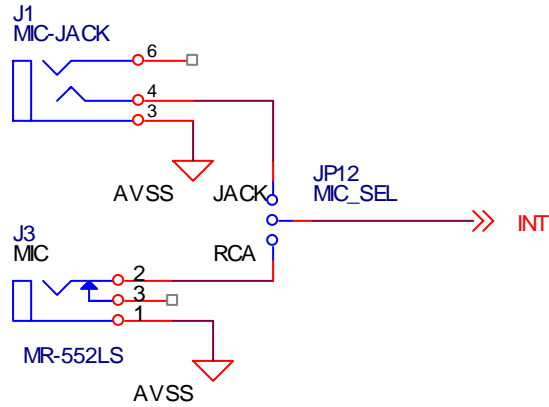 J1
MIC-JACK
6
4
3
AVSS
JACK
JP12
MIC_SEL
INT
RCA
J3
MIC
2
3
1
MR-552LS
AVSS